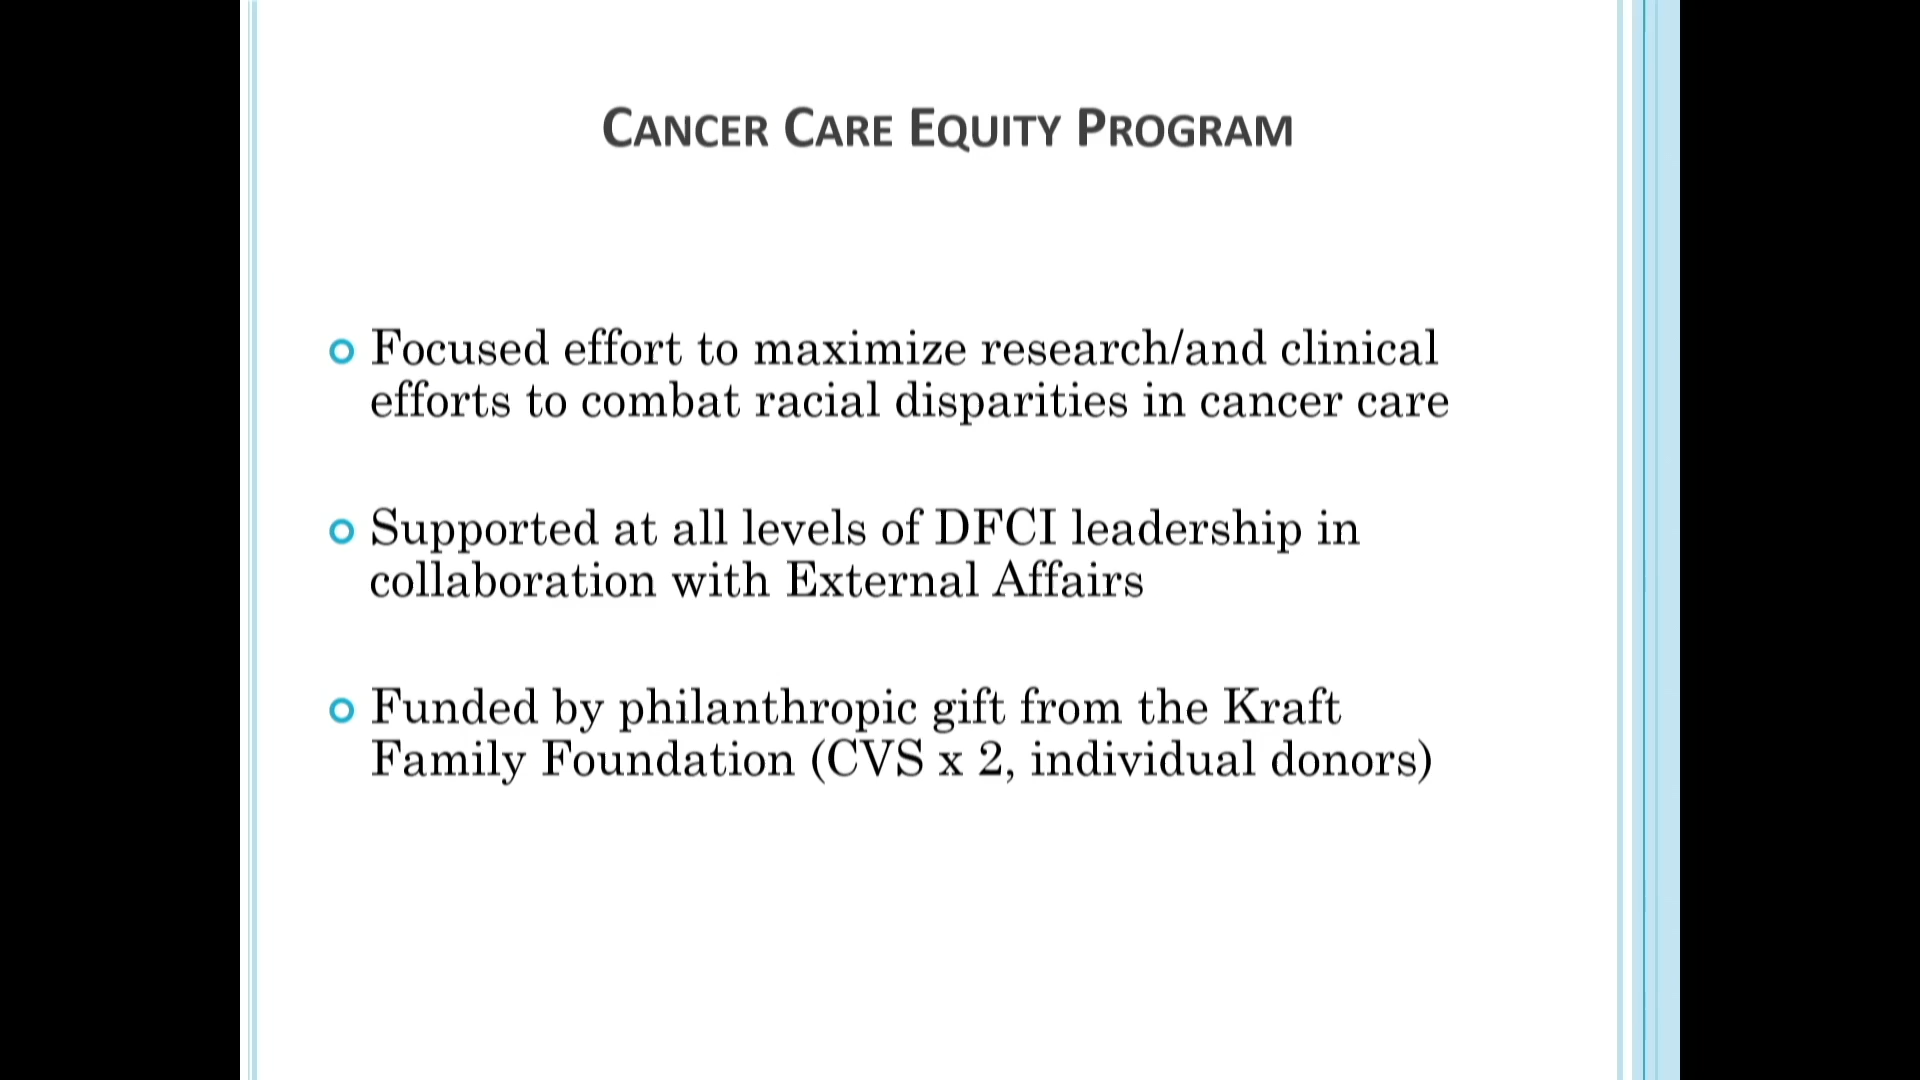 CANCER CARE EQUITY PROGRAM
Focused effort to maximize research/and clinical
efforts to combat racial disparities in cancer care
Supported at all levels of DFCI leadership in
collaboration with External Affairs
Funded by philanthropic gift from the Kraft
Family Foundation (CVS x 2, individual donors)